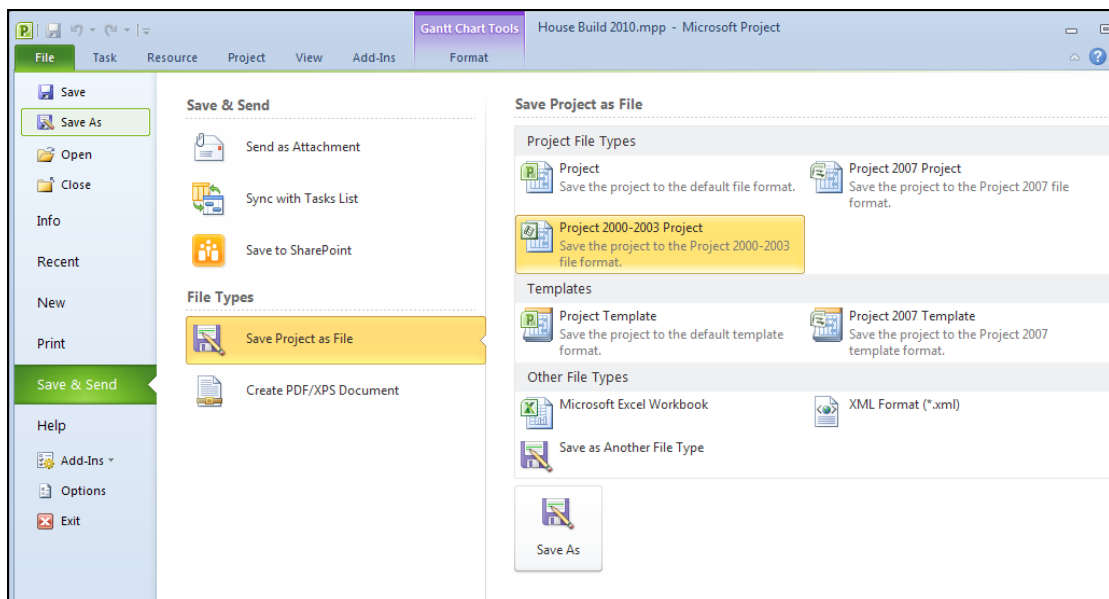 Gantt Chart Tools
House Build 2010.mpp - Microsoft Project
File
Task
Resource
Project
View
Add-Ins
Format
Save
Save As
Open
Close
Info
Recent
New
Print
Save & Send
Help
Add-Ins
Options
Exit
Save & Send
Send as Attachment
Sync with Tasks List
Save to SharePoint
File Types
Save Project as File
Create PDF/XPS Document
Save Project as File
Project File Types
Project
Save the project to the default file format.
Project 2007 Project
Save the project to the Project 2007 file
format.
Project 2000-2003 Project
Save the project to the Project 2000-2003
file format.
Templates
Project Template
Save the project to the default template
format.
Project 2007 Template
Save the project to the Project 2007
template format.
Other File Types
Microsoft Excel Workbook
XML Format (*.xml)
Save as Another File Type
Save As